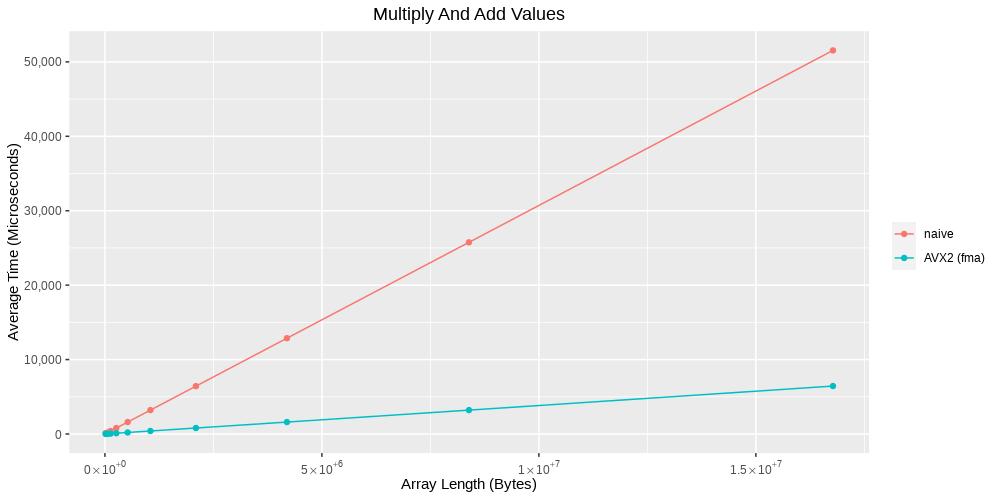 Multiply And Add Values
Average Time (Microseconds)
50,000
40,000
30,000
20,000
10,000
0
0×10⁺⁰ 5×10⁺⁶ 1×10⁺⁷ 1.5×10⁺⁷
Array Length (Bytes)
naive
AVX2 (fma)